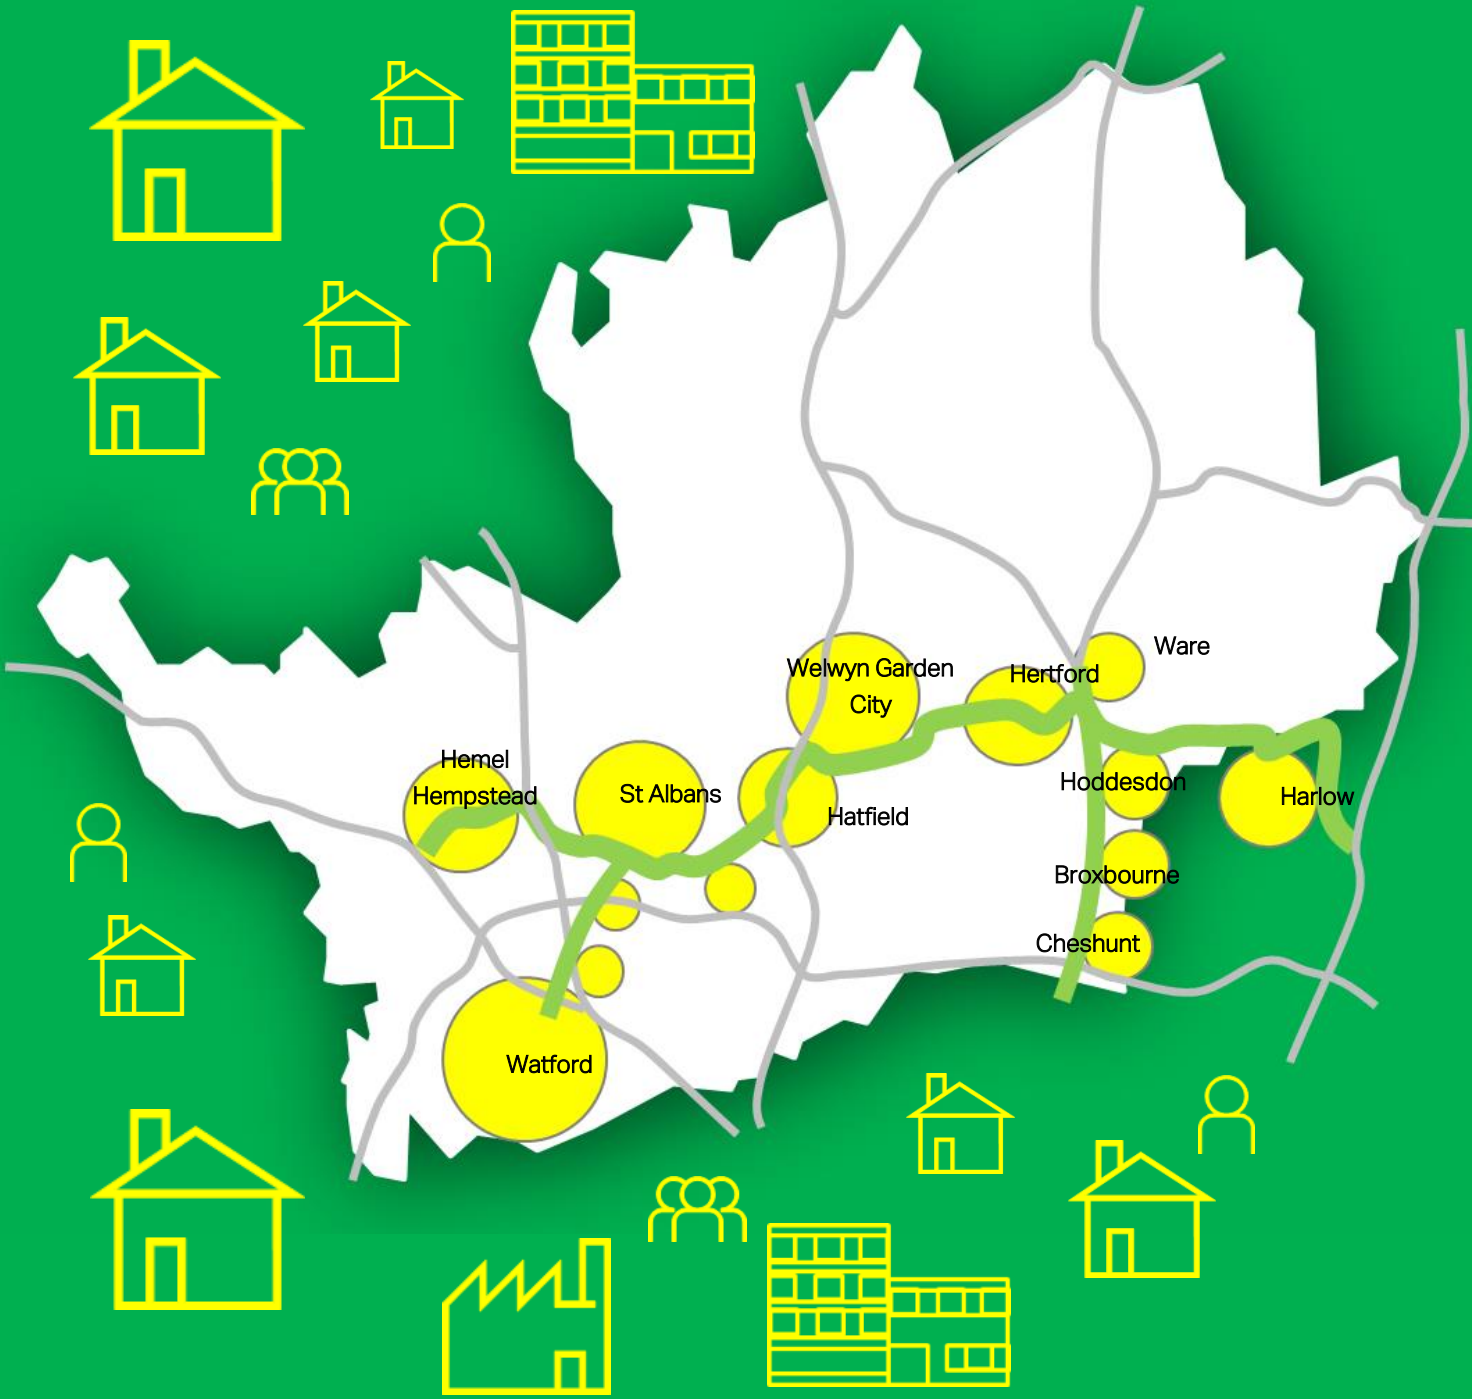 Ware
Welwyn Garden
City
Hertford
Hemel
Hempstead
St Albans
Hatfield
Hoddesdon
Harlow
Broxbourne
Cheshunt
Watford